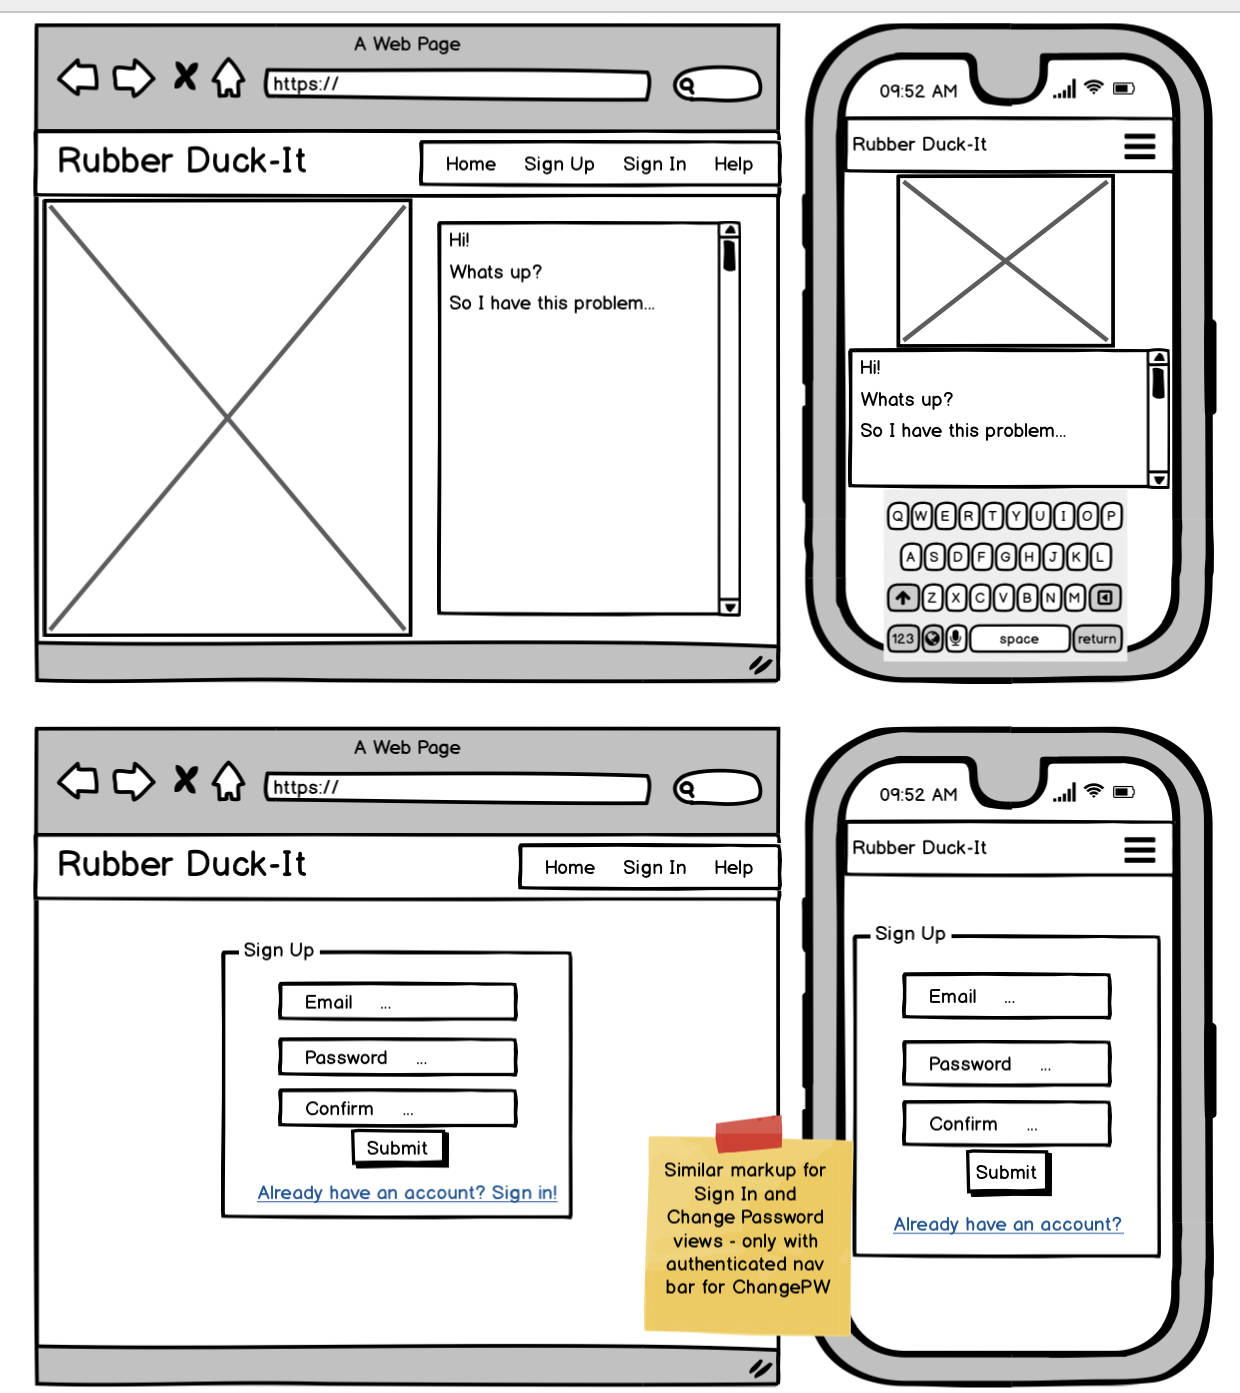 A Web Page
https://
Rubber Duck-It
Home Sign Up Sign In Help
Hi!
Whats up?
So I have this problem...
09:52 AM
Rubber Duck-It
Hi!
Whats up?
So I have this problem...
Q W E R T Y U I O P
A S D F G H J K L
Z X C V B N M
123 space return
A Web Page
https://
Rubber Duck-It
Home Sign In Help
Sign Up
Email ...
Password ...
Confirm ...
Submit
Already have an account? Sign in!
Similar markup for
Sign In and
Change Password
views - only with
authenticated nav
bar for ChangePW
09:52 AM
Rubber Duck-It
Sign Up
Email ...
Password ...
Confirm ...
Submit
Already have an account?